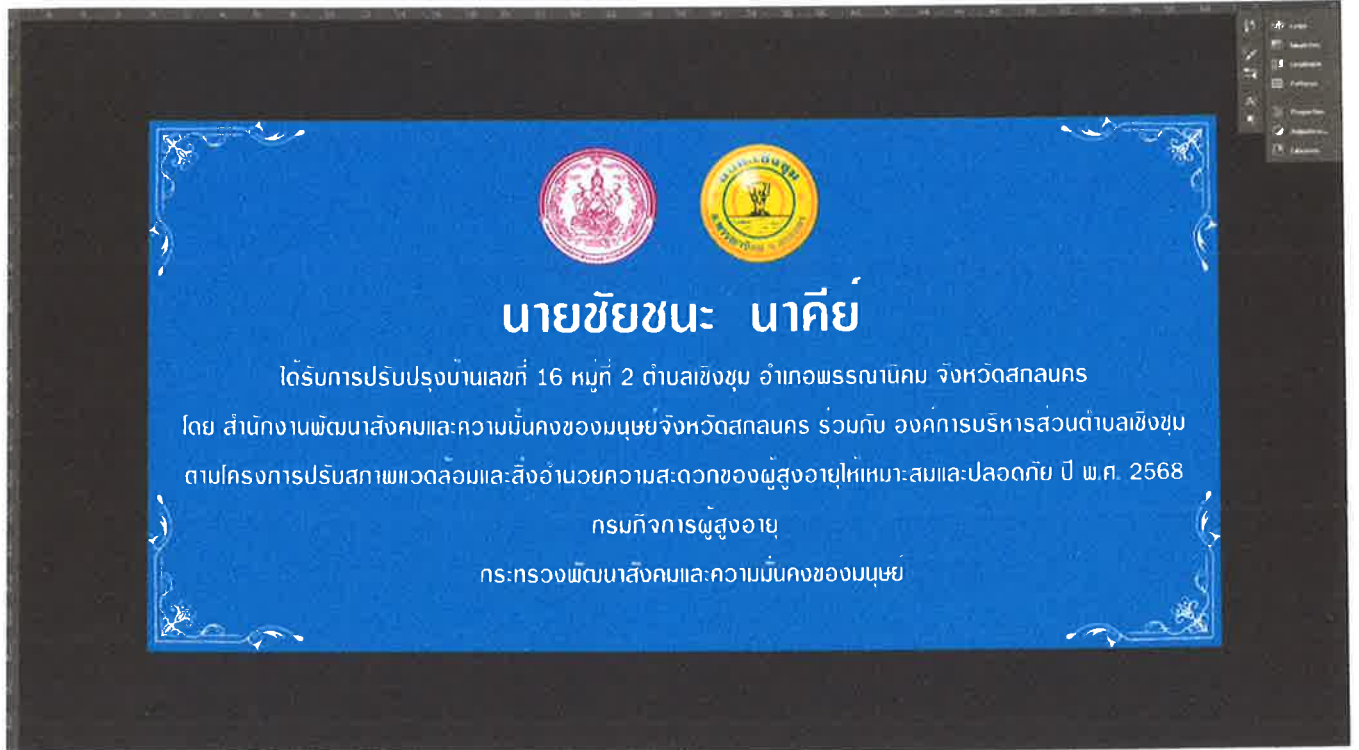 อบต.เชิงชุม
นายชัยชนะ นาคีย์
ได้รับการปรับปรุงบ้านเลขที่ 16 หมู่ที่ 2 ตำบลเชิงชุม อำเภอพรรณานิคม จังหวัดสกลนคร
โดย สำนักงานพัฒนาสังคมและความมั่นคงของมนุษย์จังหวัดสกลนคร ร่วมกับ องค์การบริหารส่วนตำบลเชิงชุม
ตามโครงการปรับสภาพแวดล้อมและสิ่งอำนวยความสะดวกของผู้สูงอายุให้เหมาะสมและปลอดภัย ปี พ.ศ. 2568
กรมกิจการผู้สูงอายุ
กระทรวงพัฒนาสังคมและความมั่นคงของมนุษย์